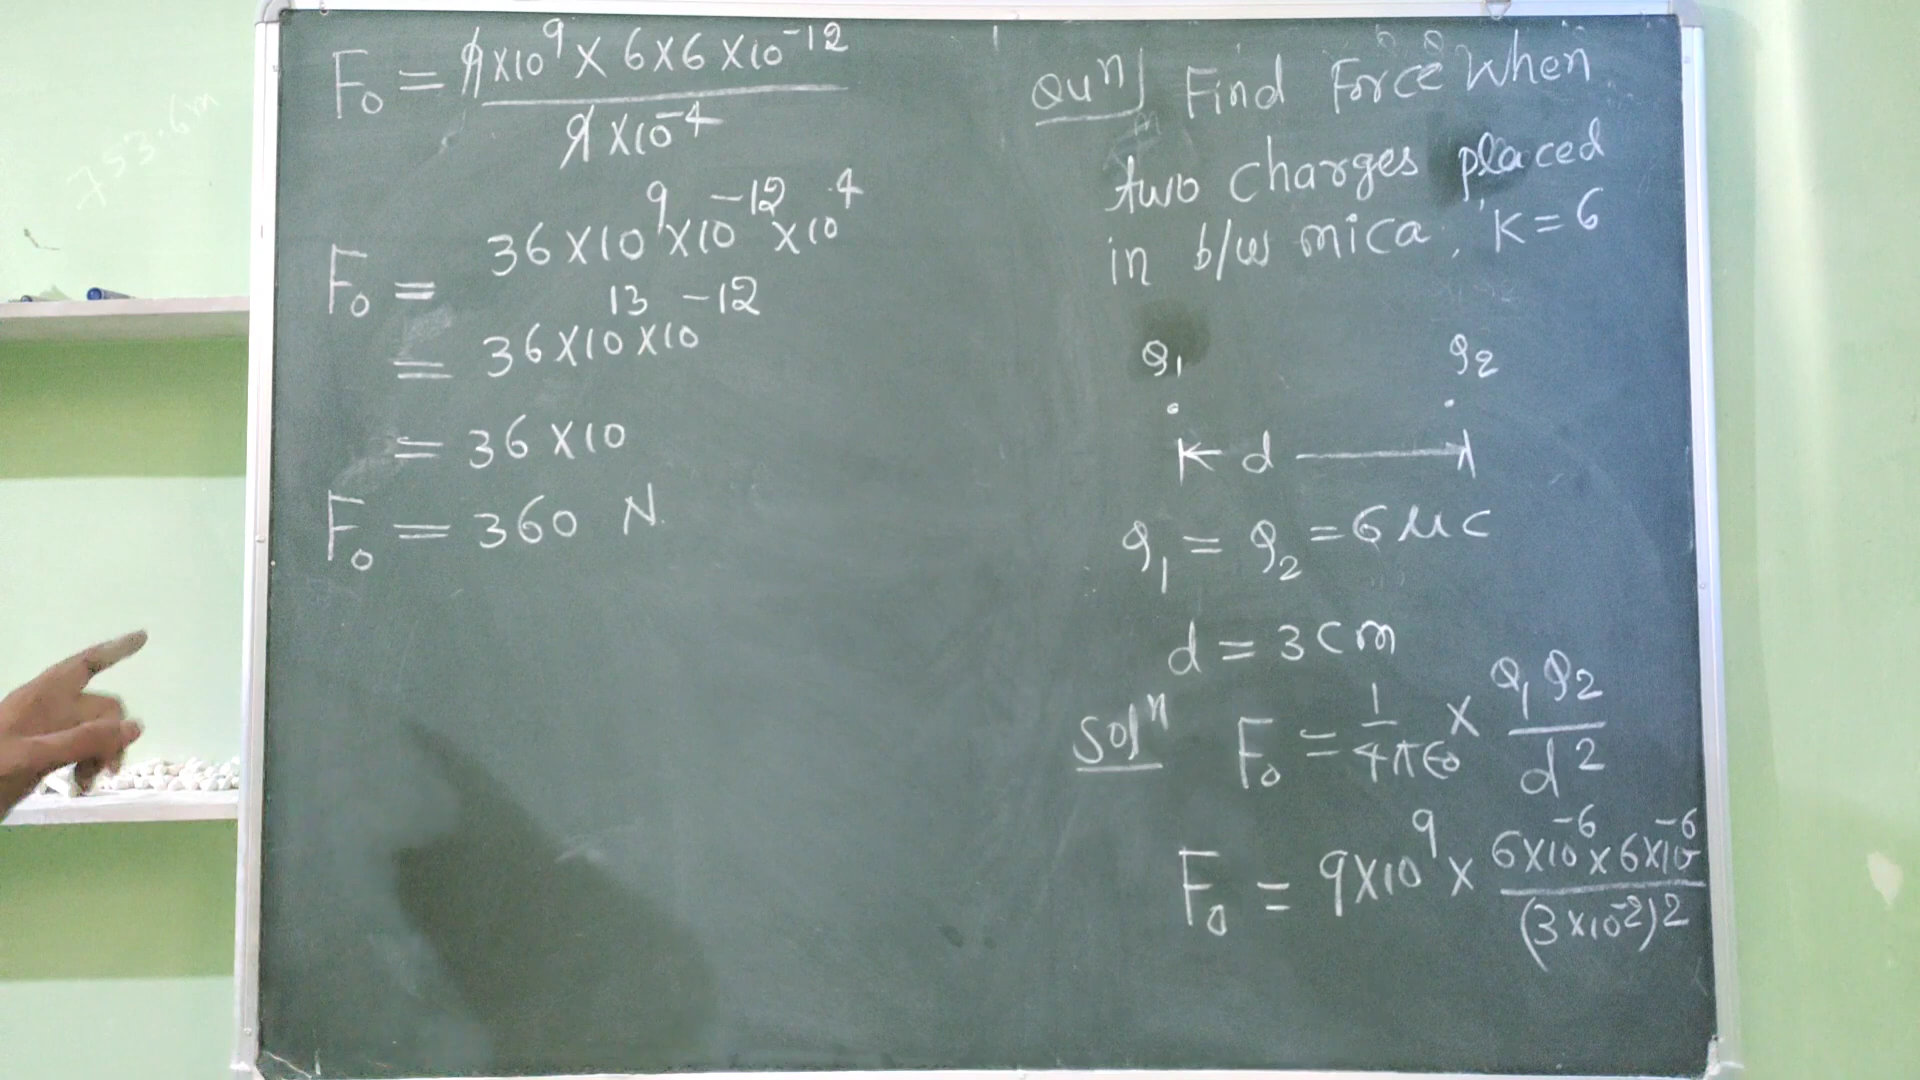 Quⁿ Find Force When
two charges placed
in b/w mica, K = 6
q₁ q₂
d
q₁ = q₂ = 6 μC
d = 3 cm
Solⁿ F₀ = 1/4πϵ₀ × q₁q₂/d²
F₀ = 9×10⁹ × 6×10⁻⁶×6×10⁻⁶/(3×10⁻²)²
F₀ = 9×10⁹ × 6×6×10⁻¹²/9×10⁻⁴
F₀ = 36×10⁹×10⁻¹²×10⁴
= 36×10¹³×10⁻¹²
= 36×10
F₀ = 360 N.
753.6m